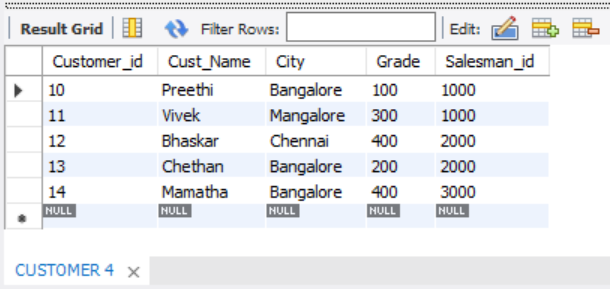 Result Grid Filter Rows: Edit:
Customer_id Cust_Name City Grade Salesman_id
10 Preethi Bangalore 100 1000
11 Vivek Mangalore 300 1000
12 Bhaskar Chennai 400 2000
13 Chethan Bangalore 200 2000
14 Mamatha Bangalore 400 3000
NULL NULL NULL NULL NULL
CUSTOMER 4